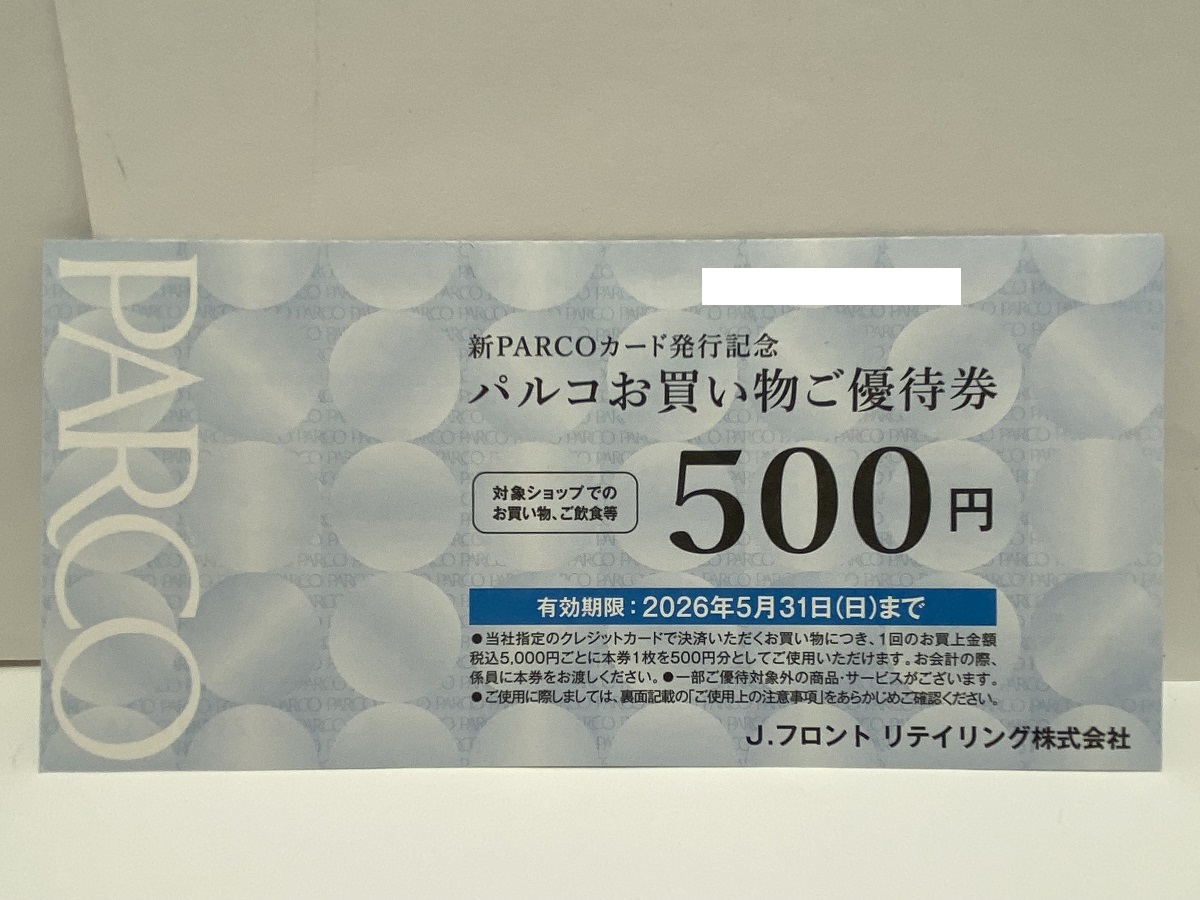 PARCO
新PARCOカード発行記念
パルコお買い物ご優待券
対象ショップでの
お買い物、ご飲食等
500円
有効期限：2026年5月31日(日)まで
●当社指定のクレジットカードで決済いただくお買い物につき、1回のお買上金額
税込5,000円ごとに本券1枚を500円分としてご使用いただけます。お会計の際、
係員に本券をお渡しください。●一部ご優待対象外の商品・サービスがございます。
●ご使用に際しましては、裏面記載の「ご使用上の注意事項」をあらかじめご確認ください。
J.フロント リテイリング株式会社